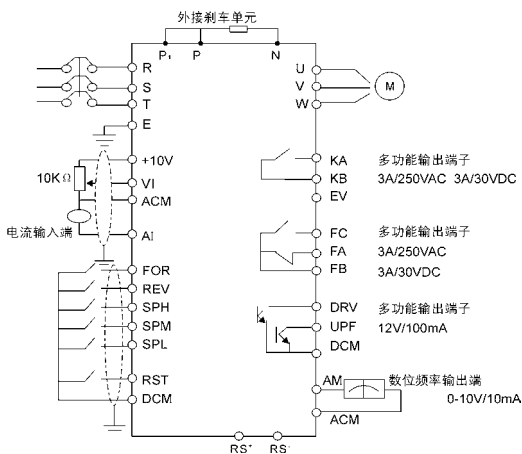 外接刹车单元
P₁ P N
R
S
T
E
U
V
W
M
+10V
10KΩ
VI
ACM
电流输入端
AI
KA 多功能输出端子
KB 3A/250VAC 3A/30VDC
EV
FC 多功能输出端子
FA 3A/250VAC
FB 3A/30VDC
FOR
REV
SPH
SPM
SPL
RST
DCM
DRV 多功能输出端子
UPF 12V/100mA
DCM
AM 数位频率输出端
0-10V/10mA
ACM
RS⁺ RS⁻